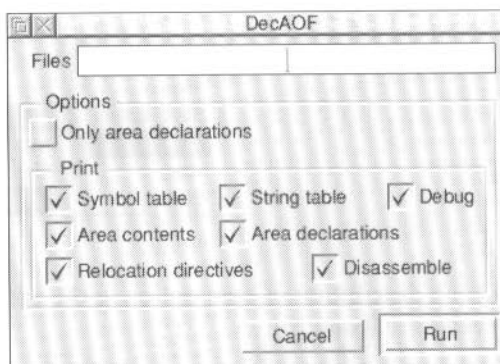 DecAOF
Files
Options
Only area declarations
Print
Symbol table String table Debug
Area contents Area declarations
Relocation directives Disassemble
Cancel Run